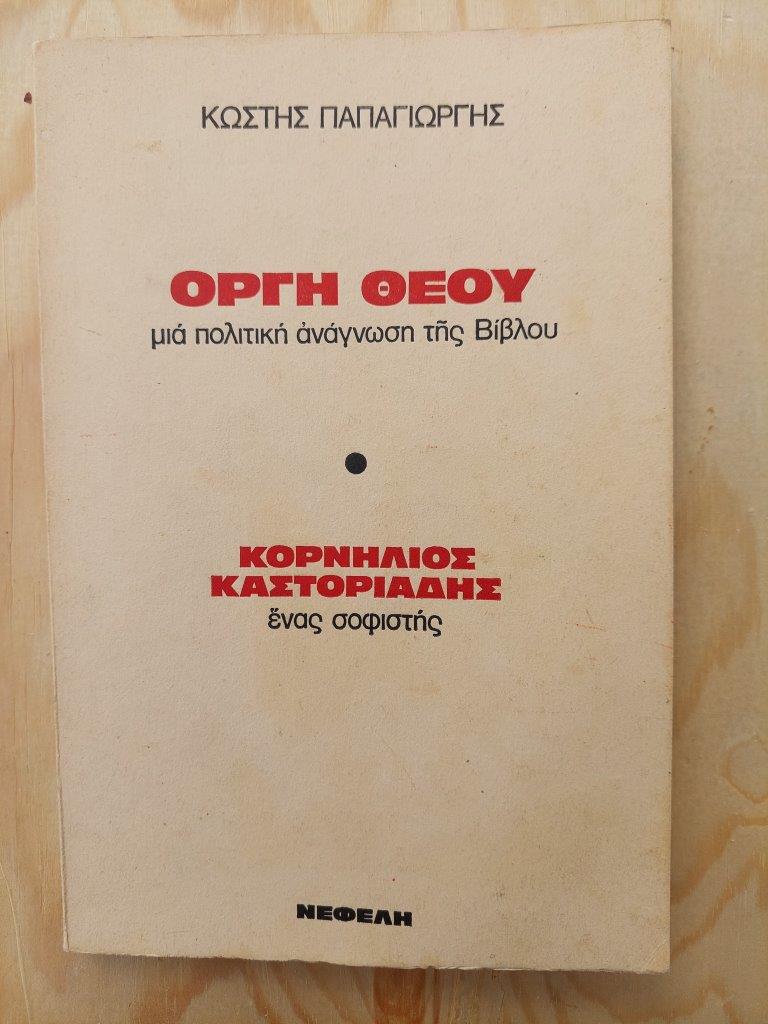 ΚΩΣΤΗΣ ΠΑΠΑΓΙΩΡΓΗΣ
ΟΡΓΗ ΘΕΟΥ
μιά πολιτική ἀνάγνωση τῆς Βίβλου
ΚΟΡΝΗΛΙΟΣ
ΚΑΣΤΟΡΙΑΔΗΣ
ἕνας σοφιστής
ΝΕΦΕΛΗ